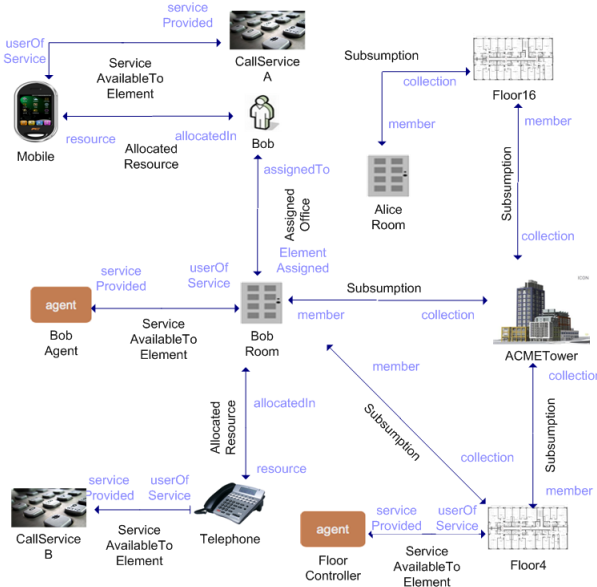 service
Provided
userOf
Service
Service
AvailableTo
Element
CallService
A
Subsumption
collection
Floor16
resource
allocatedIn
Mobile
Allocated
Resource
Bob
member
member
Alice
Room
Subsumption
assignedTo
Assigned
Office
Element
Assigned
collection
service
Provided
userOf
Service
Subsumption
agent
member
collection
Bob
Agent
Service
AvailableTo
Element
Bob
Room
ACMETower
member
collection
Subsumption
allocatedIn
Allocated
Resource
Subsumption
collection
resource
member
service
Provided
userOf
Service
service
Provided
userOf
Service
agent
CallService
B
Service
AvailableTo
Element
Telephone
Floor
Controller
Service
AvailableTo
Element
Floor4